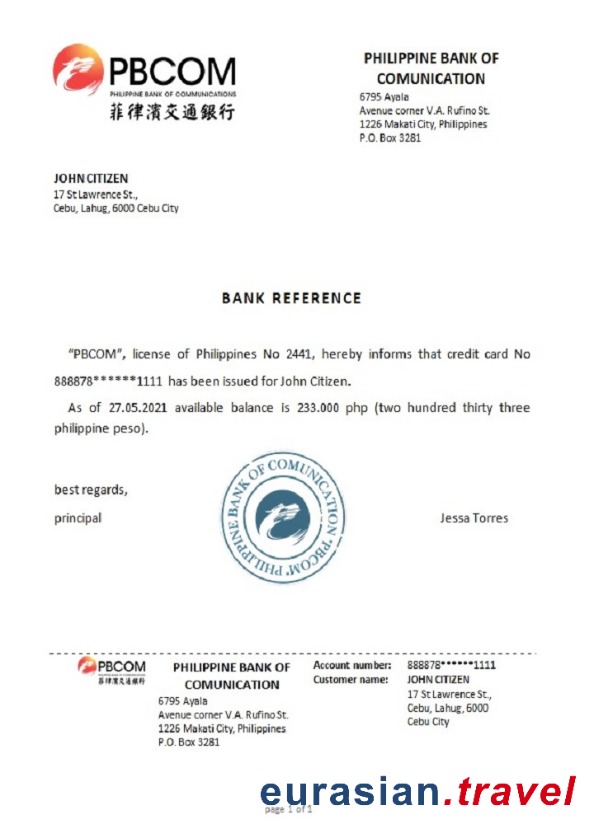 PBCOM
PHILIPPINE BANK OF COMMUNICATIONS
菲律濱交通銀行
PHILIPPINE BANK OF
COMUNICATION
6795 Ayala
Avenue corner V.A. Rufino St.
1226 Makati City, Philippines
P.O. Box 3281
JOHN CITIZEN
17 St Lawrence St.,
Cebu, Lahug, 6000 Cebu City
BANK REFERENCE
“PBCOM”, license of Philippines No 2441, hereby informs that credit card No
888878******1111 has been issued for John Citizen.
As of 27.05.2021 available balance is 233.000 php (two hundred thirty three
philippine peso).
best regards,
principal
PHILIPPINE BANK OF COMUNICATION "PBCOM"
Jessa Torres
PBCOM
菲律濱交通銀行
PHILIPPINE BANK OF
COMUNICATION
6795 Ayala
Avenue corner V.A. Rufino St.
1226 Makati City, Philippines
P.O. Box 3281
Account number: 888878******1111
Customer name: JOHN CITIZEN
17 St Lawrence St.,
Cebu, Lahug, 6000
Cebu City
eurasian.travel
page 1 of 1